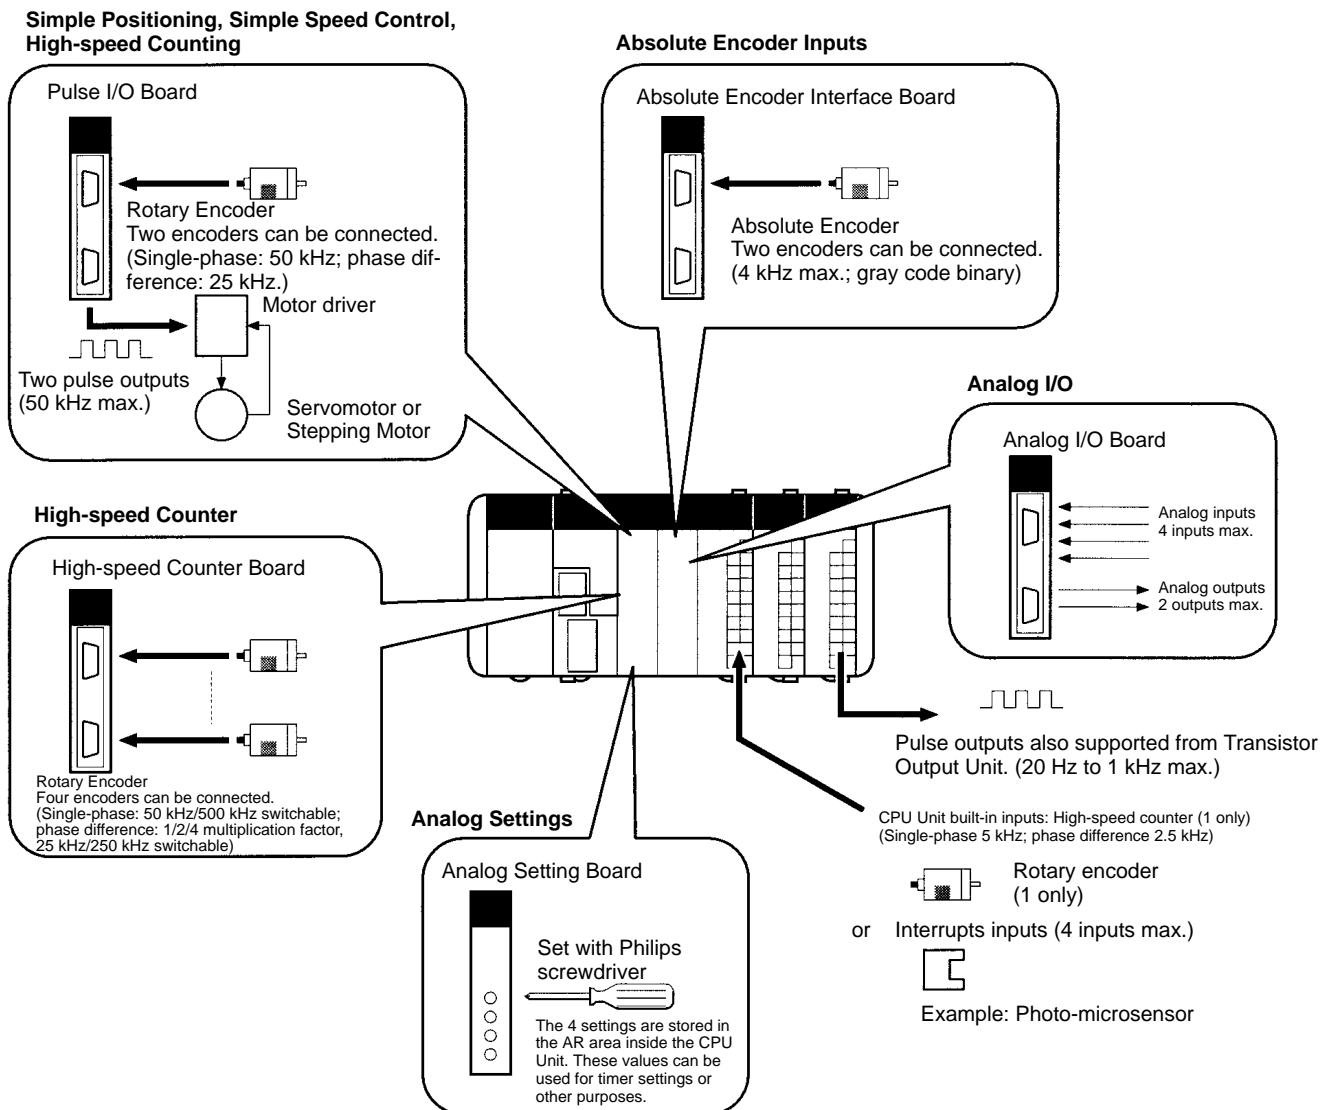 Simple Positioning, Simple Speed Control,
High-speed Counting
Pulse I/O Board
Rotary Encoder
Two encoders can be connected.
(Single-phase: 50 kHz; phase dif-
ference: 25 kHz.)
Motor driver
Two pulse outputs
(50 kHz max.)
Servomotor or
Stepping Motor
Absolute Encoder Inputs
Absolute Encoder Interface Board
Absolute Encoder
Two encoders can be connected.
(4 kHz max.; gray code binary)
Analog I/O
Analog I/O Board
Analog inputs
4 inputs max.
Analog outputs
2 outputs max.
High-speed Counter
High-speed Counter Board
Rotary Encoder
Four encoders can be connected.
(Single-phase: 50 kHz/500 kHz switchable;
phase difference: 1/2/4 multiplication factor,
25 kHz/250 kHz switchable)
Analog Settings
Analog Setting Board
Set with Philips
screwdriver
The 4 settings are stored in
the AR area inside the CPU
Unit. These values can be
used for timer settings or
other purposes.
Pulse outputs also supported from Transistor
Output Unit. (20 Hz to 1 kHz max.)
CPU Unit built-in inputs: High-speed counter (1 only)
(Single-phase 5 kHz; phase difference 2.5 kHz)
Rotary encoder
(1 only)
or Interrupts inputs (4 inputs max.)
Example: Photo-microsensor